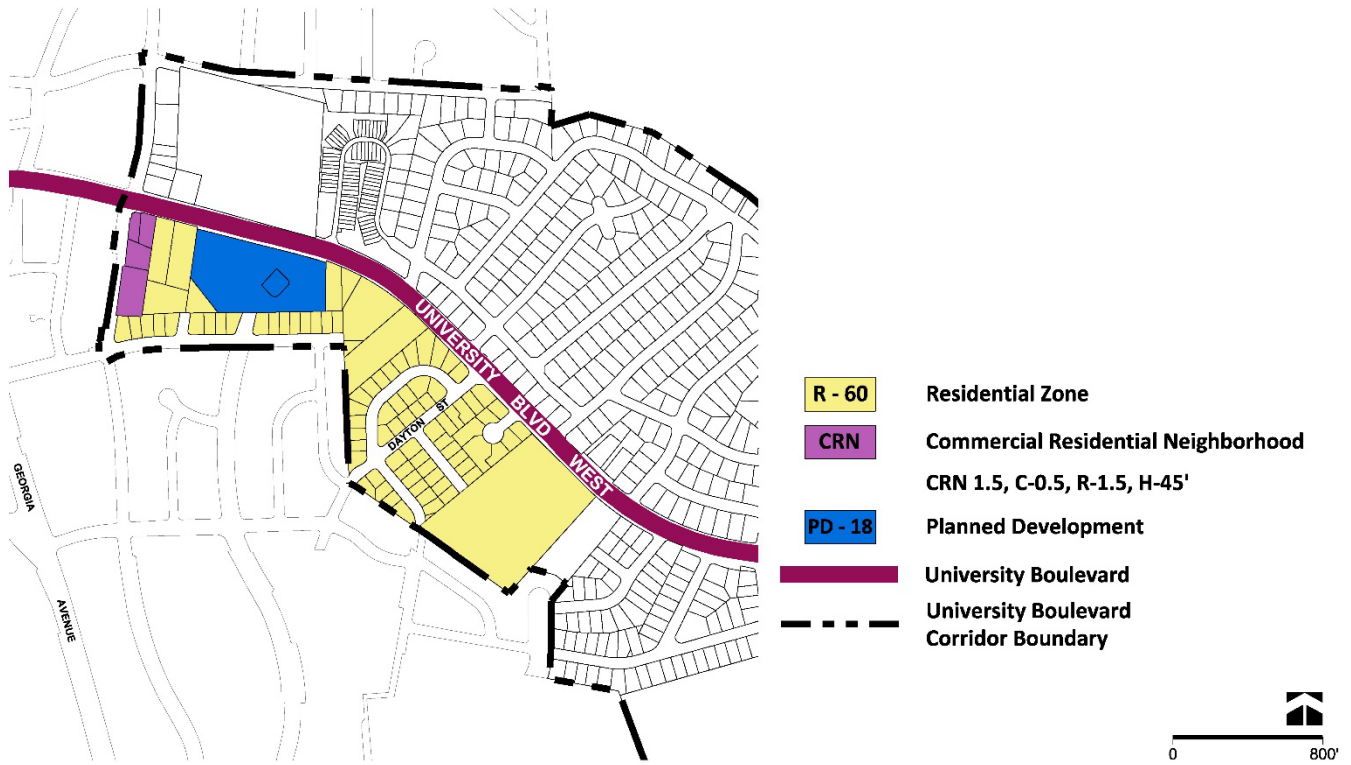 UNIVERSITY BLVD WEST
DAYTON ST
GEORGIA
AVENUE
R - 60 Residential Zone
CRN Commercial Residential Neighborhood
CRN 1.5, C-0.5, R-1.5, H-45'
PD - 18 Planned Development
University Boulevard
University Boulevard
Corridor Boundary
0 800'